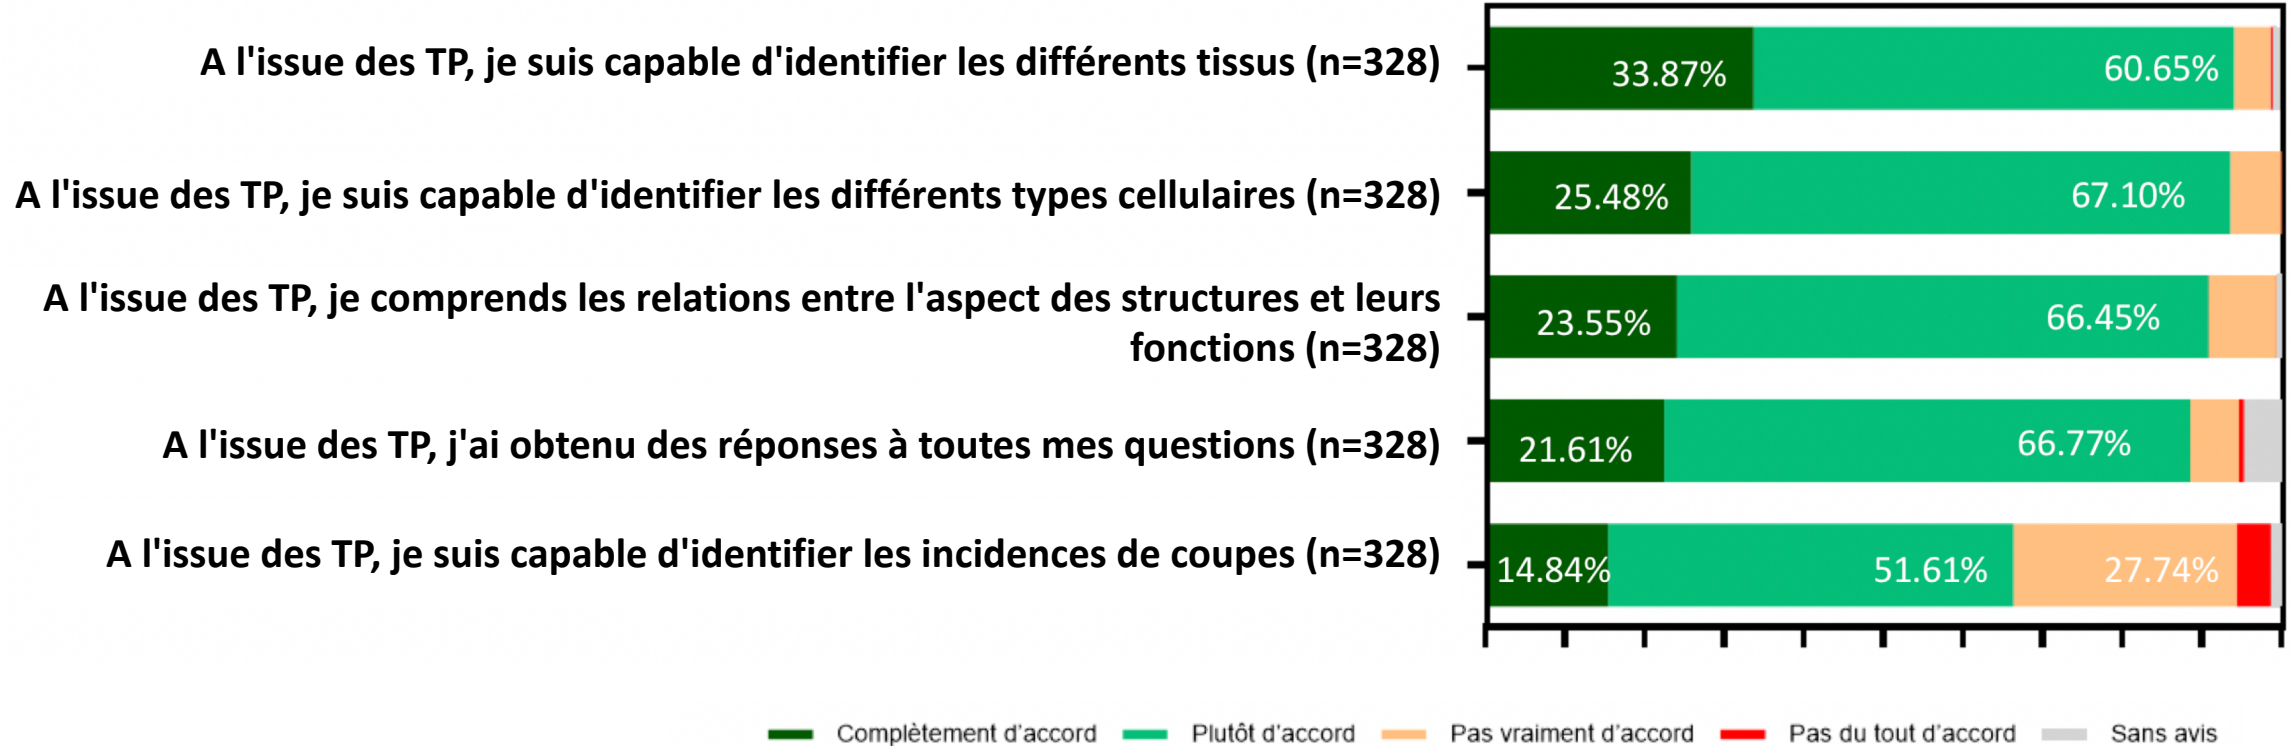 A l'issue des TP, je suis capable d'identifier les différents tissus (n=328)
33.87%
60.65%
A l'issue des TP, je suis capable d'identifier les différents types cellulaires (n=328)
25.48%
67.10%
A l'issue des TP, je comprends les relations entre l'aspect des structures et leurs
fonctions (n=328)
23.55%
66.45%
A l'issue des TP, j'ai obtenu des réponses à toutes mes questions (n=328)
21.61%
66.77%
A l'issue des TP, je suis capable d'identifier les incidences de coupes (n=328)
14.84%
51.61%
27.74%
Complètement d'accord
Plutôt d'accord
Pas vraiment d'accord
Pas du tout d'accord
Sans avis